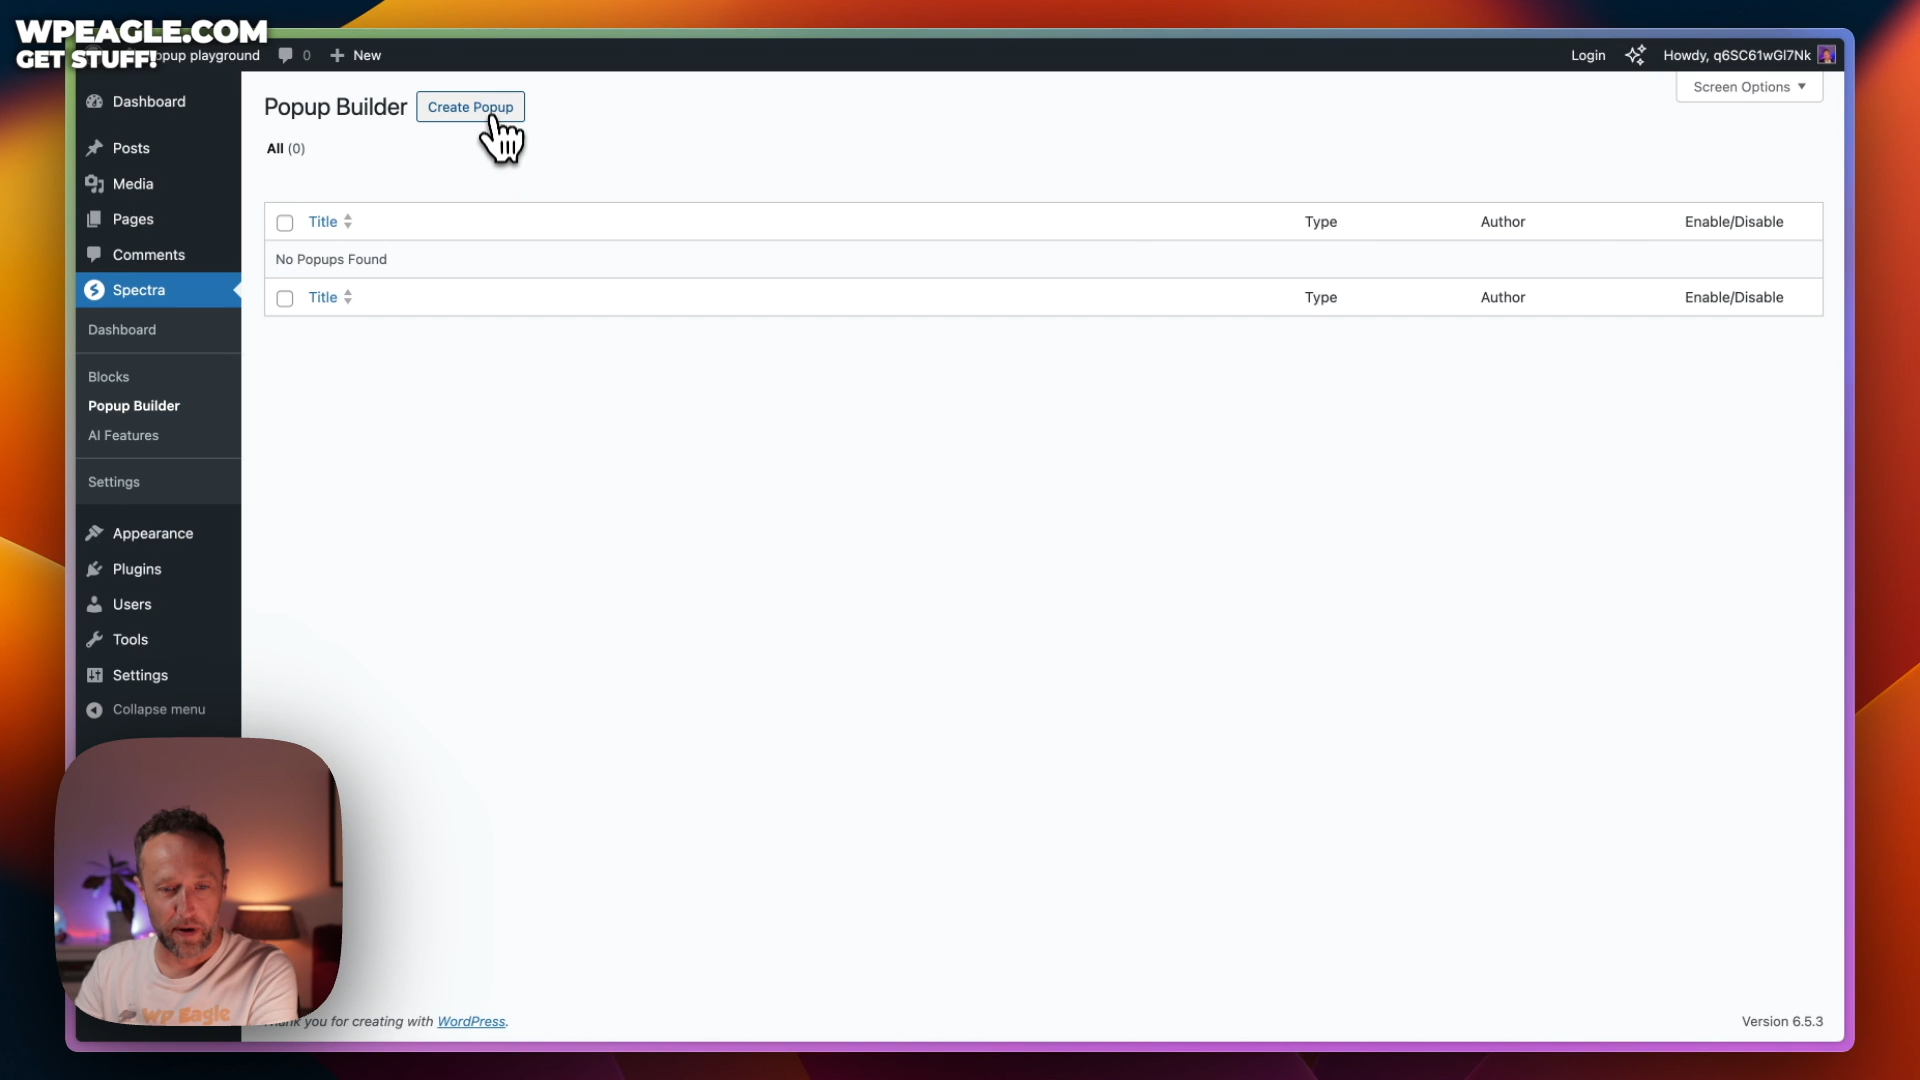 WPEAGLE.COM
GET STUFF!
opup playground
0
New
Login
Howdy, q6SC61wGl7Nk
Dashboard
Posts
Media
Pages
Comments
Spectra
Dashboard
Blocks
Popup Builder
AI Features
Settings
Appearance
Plugins
Users
Tools
Settings
Collapse menu
Popup Builder
Create Popup
Screen Options
All (0)
Title
Type
Author
Enable/Disable
No Popups Found
Title
Type
Author
Enable/Disable
Wp Eagle
you for creating with WordPress.
Version 6.5.3